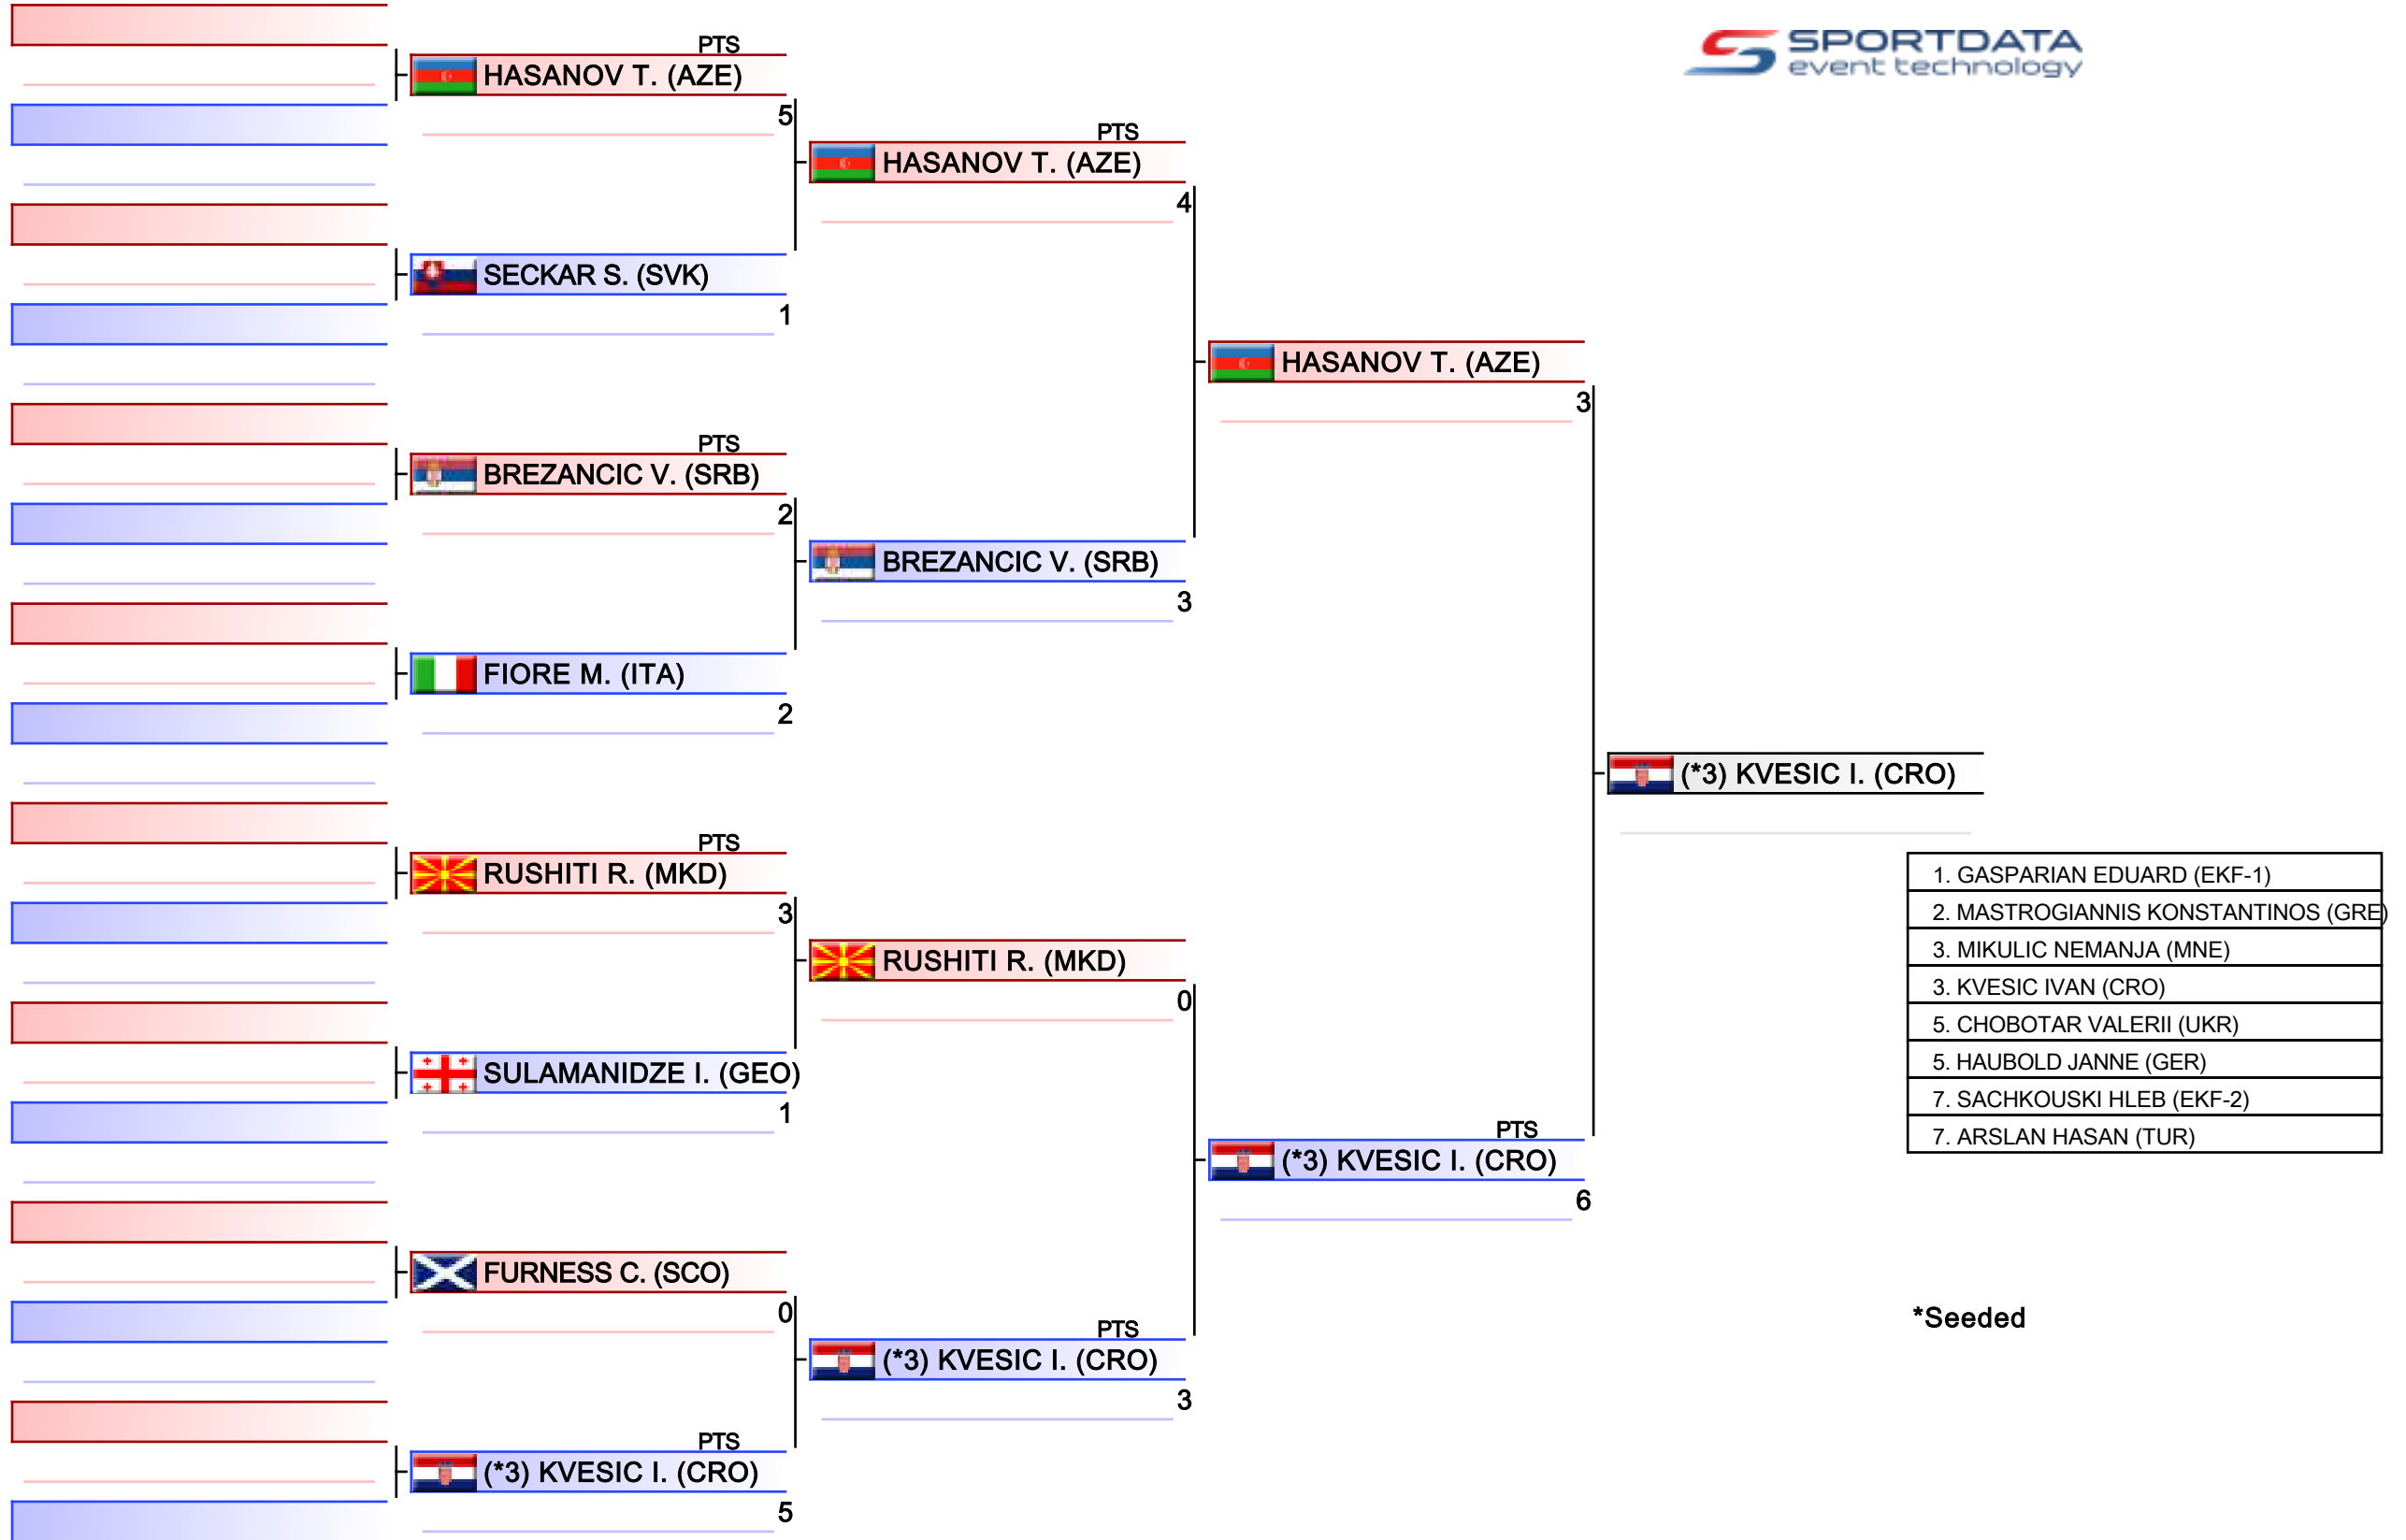 SPORTDATA
event technology
PTS
HASANOV T. (AZE)
5
SECKAR S. (SVK)
1
PTS
BREZANCIC V. (SRB)
2
FIORE M. (ITA)
2
PTS
RUSHITI R. (MKD)
3
SULAMANIDZE I. (GEO)
1
FURNESS C. (SCO)
0
PTS
(*3) KVESIC I. (CRO)
5
PTS
HASANOV T. (AZE)
4
BREZANCIC V. (SRB)
3
RUSHITI R. (MKD)
0
PTS
(*3) KVESIC I. (CRO)
3
HASANOV T. (AZE)
3
PTS
(*3) KVESIC I. (CRO)
6
(*3) KVESIC I. (CRO)
1. GASPARIAN EDUARD (EKF-1)
2. MASTROGIANNIS KONSTANTINOS (GRE)
3. MIKULIC NEMANJA (MNE)
3. KVESIC IVAN (CRO)
5. CHOBOTAR VALERII (UKR)
5. HAUBOLD JANNE (GER)
7. SACHKOUSKI HLEB (EKF-2)
7. ARSLAN HASAN (TUR)
*Seeded